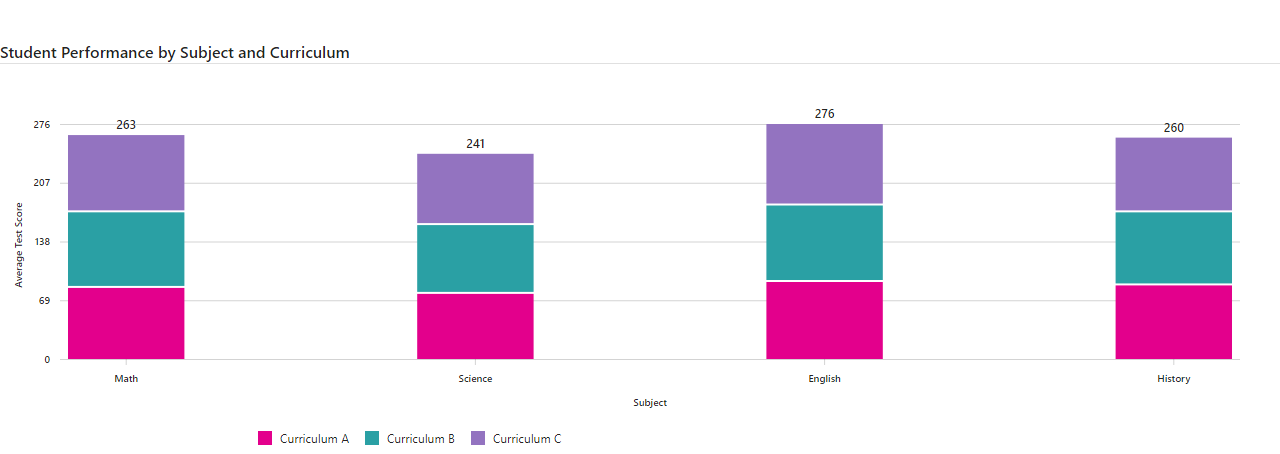 Student Performance by Subject and Curriculum
276
263
276
241
260
207
138
69
0
Average Test Score
Math
Science
English
History
Subject
Curriculum A
Curriculum B
Curriculum C